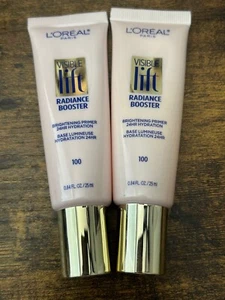 L'ORÉAL
PARIS
VISIBLE
lift
RADIANCE
BOOSTER
BRIGHTENING PRIMER
24HR HYDRATION
BASE LUMINEUSE
HYDRATATION 24HR
100
0.84 FL. OZ. / 25 ml
L'ORÉAL
PARIS
VISIBLE
lift
RADIANCE
BOOSTER
BRIGHTENING PRIMER
24HR HYDRATION
BASE LUMINEUSE
HYDRATATION 24HR
100
0.84 FL. OZ. / 25 ml